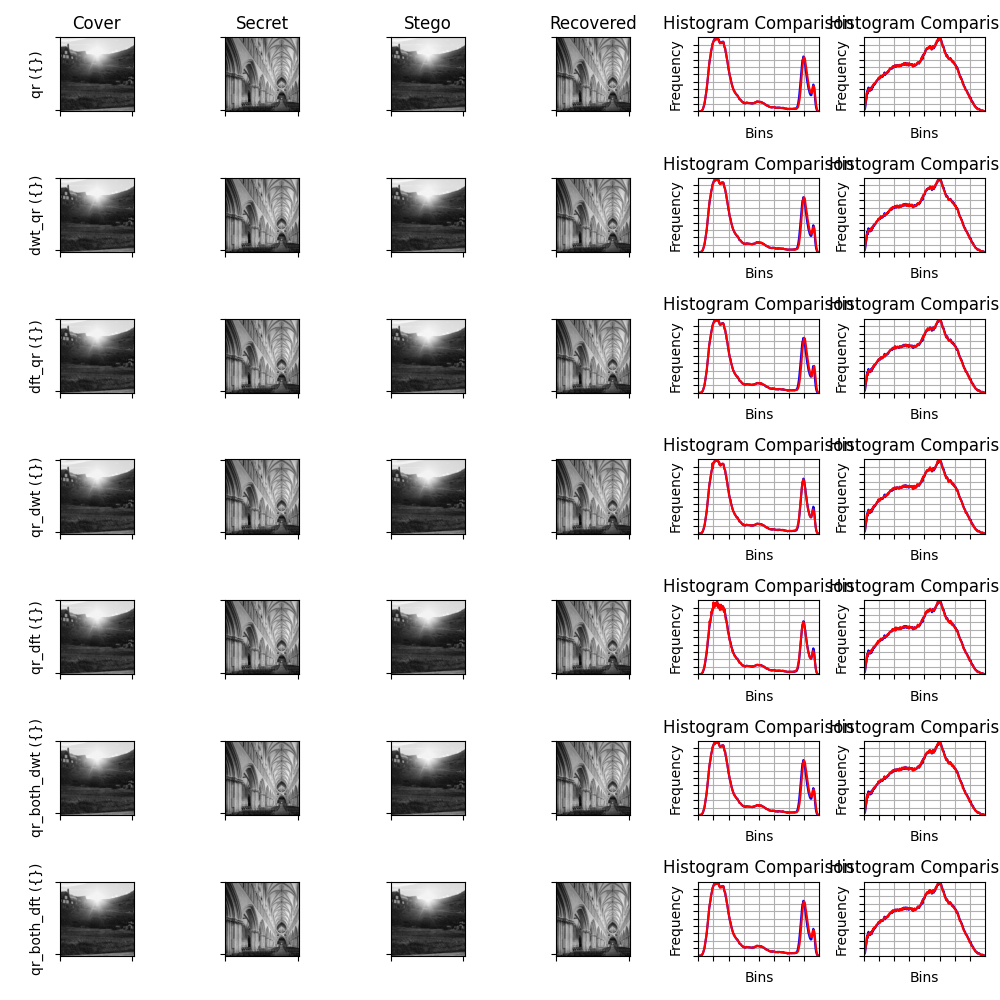 Cover Secret Stego Recovered Histogram Comparison Histogram Comparis
qr ({}) Frequency Frequency
Bins Bins
Histogram Comparison Histogram Comparis
dwt_qr ({}) Frequency Frequency
Bins Bins
Histogram Comparison Histogram Comparis
dft_qr ({}) Frequency Frequency
Bins Bins
Histogram Comparison Histogram Comparis
qr_dwt ({}) Frequency Frequency
Bins Bins
Histogram Comparison Histogram Comparis
qr_dft ({}) Frequency Frequency
Bins Bins
Histogram Comparison Histogram Comparis
qr_both_dwt ({}) Frequency Frequency
Bins Bins
Histogram Comparison Histogram Comparis
qr_both_dft ({}) Frequency Frequency
Bins Bins